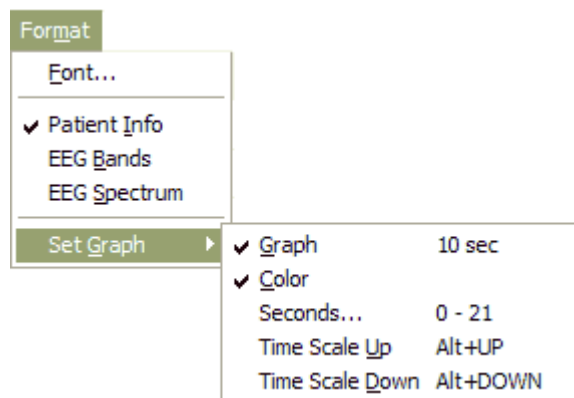 Format
Font...
Patient Info
EEG Bands
EEG Spectrum
Set Graph
Graph 10 sec
Color
Seconds... 0 - 21
Time Scale Up Alt+UP
Time Scale Down Alt+DOWN